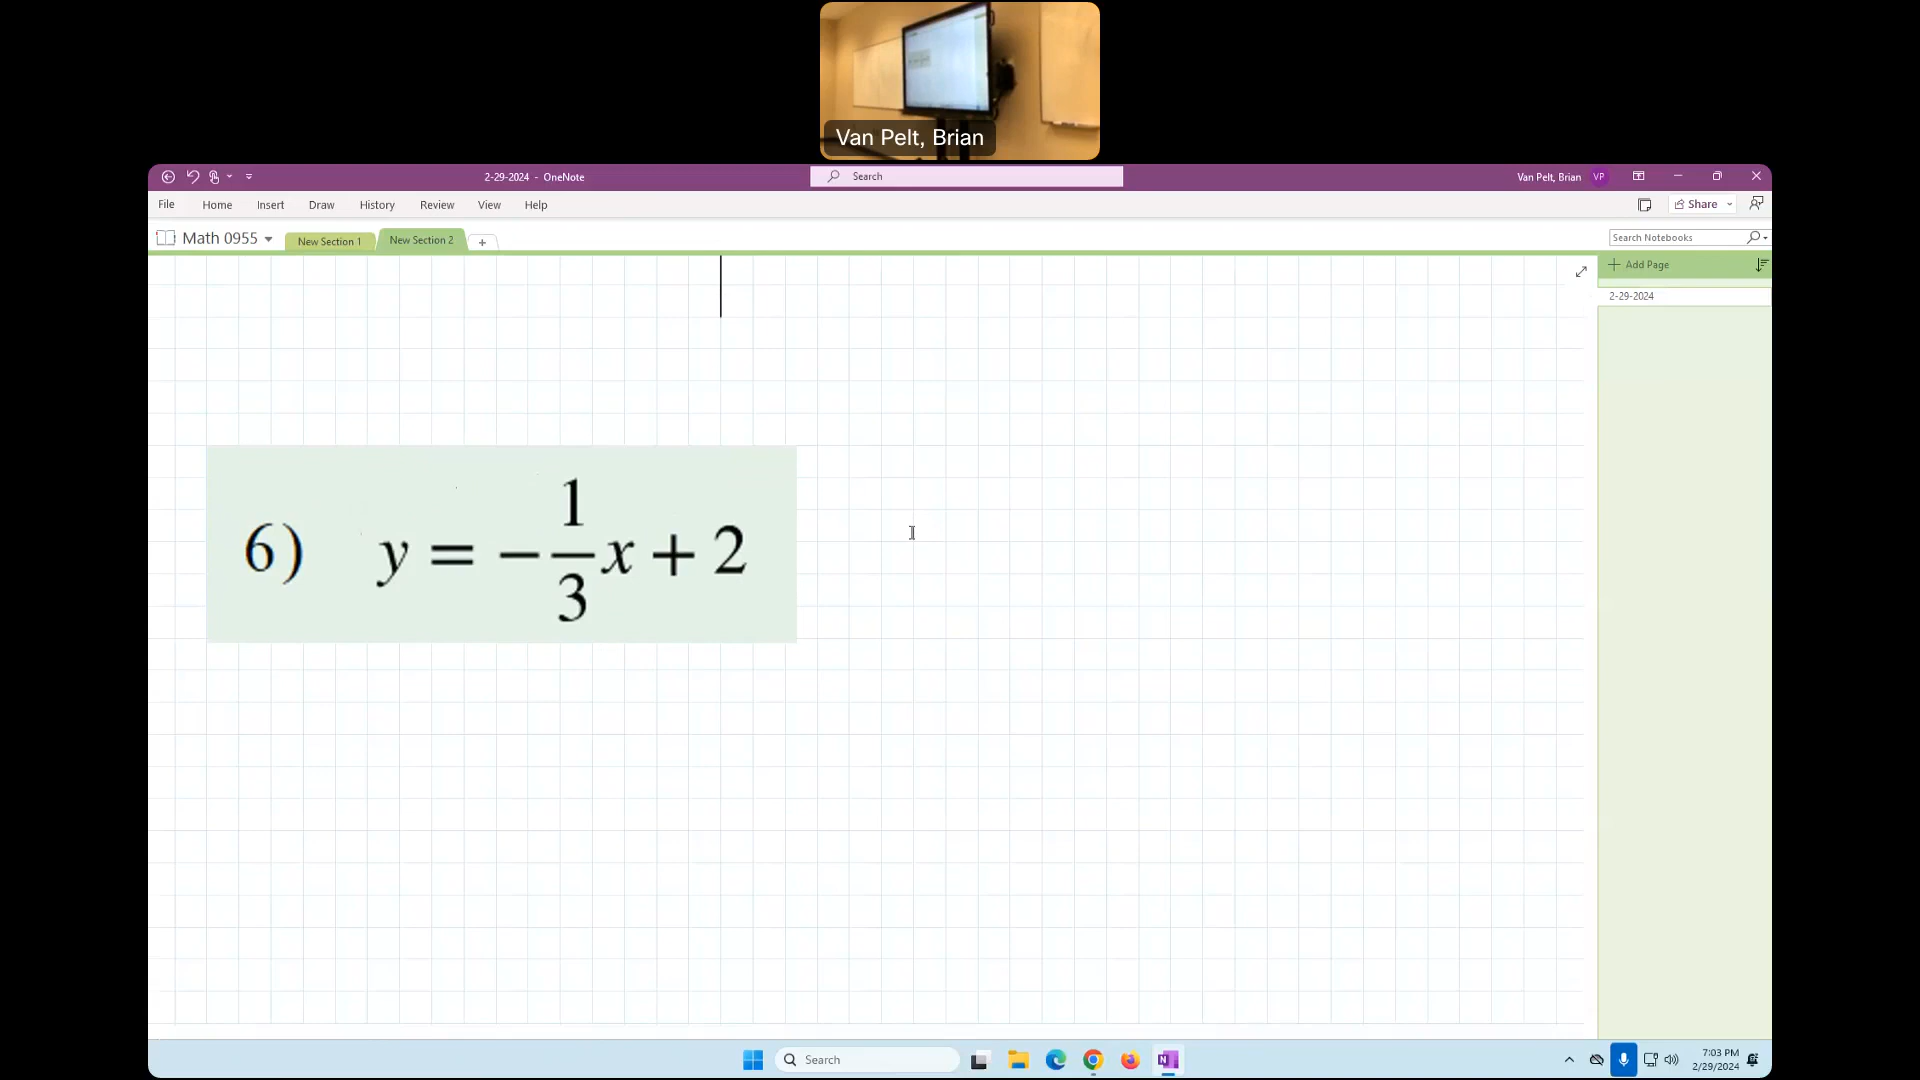 Van Pelt, Brian
2-29-2024 - OneNote
Search
Van Pelt, Brian
VP
File Home Insert Draw History Review View Help
Share
Math 0955
New Section 1
New Section 2
Search Notebooks
Add Page
2-29-2024
6) y = -\frac{1}{3}x + 2
Search
7:03 PM
2/29/2024